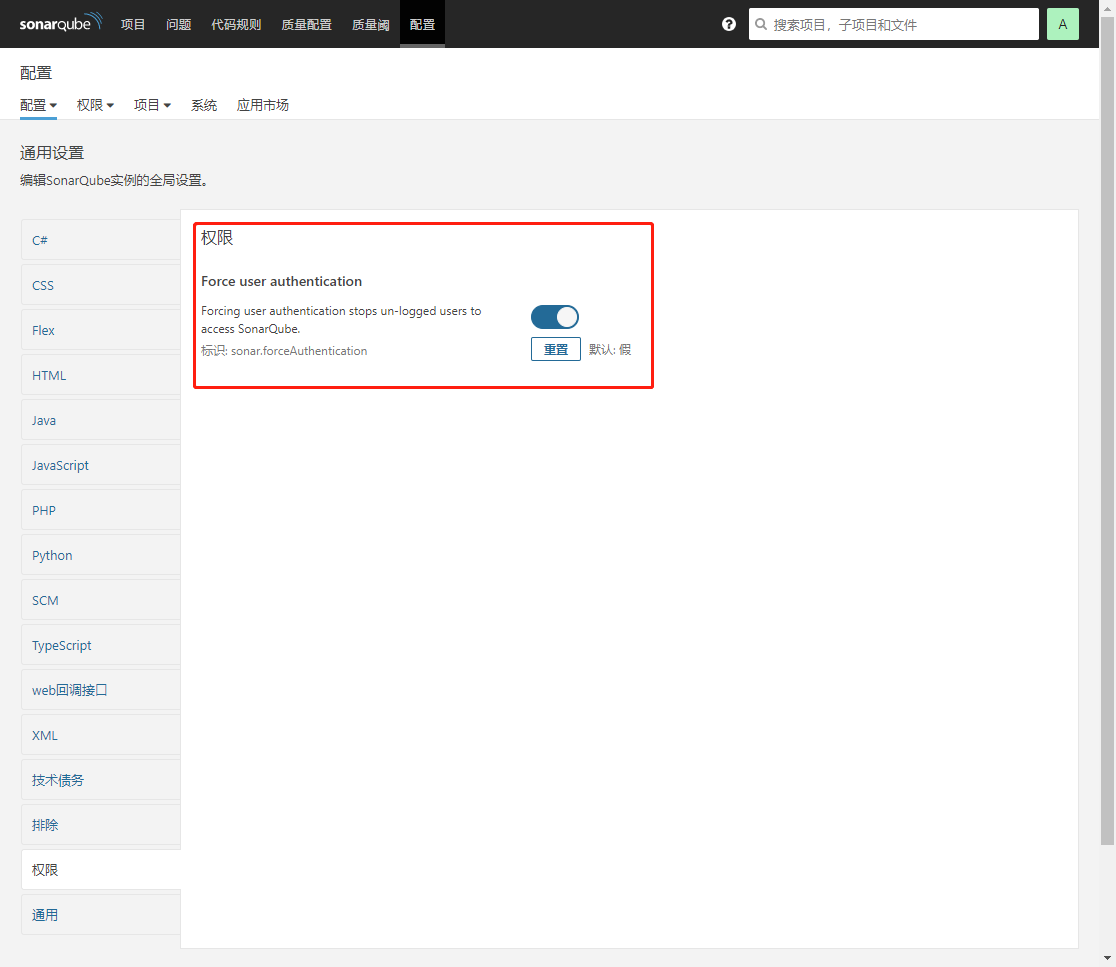 sonarqube 项目 问题 代码规则 质量配置 质量阈 配置 搜索项目，子项目和文件 A
配置
配置 权限 项目 系统 应用市场
通用设置
编辑SonarQube实例的全局设置。
C#
CSS
Flex
HTML
Java
JavaScript
PHP
Python
SCM
TypeScript
web回调接口
XML
技术债务
排除
权限
通用
权限
Force user authentication
Forcing user authentication stops un-logged users to
access SonarQube.
标识: sonar.forceAuthentication
重置 默认: 假